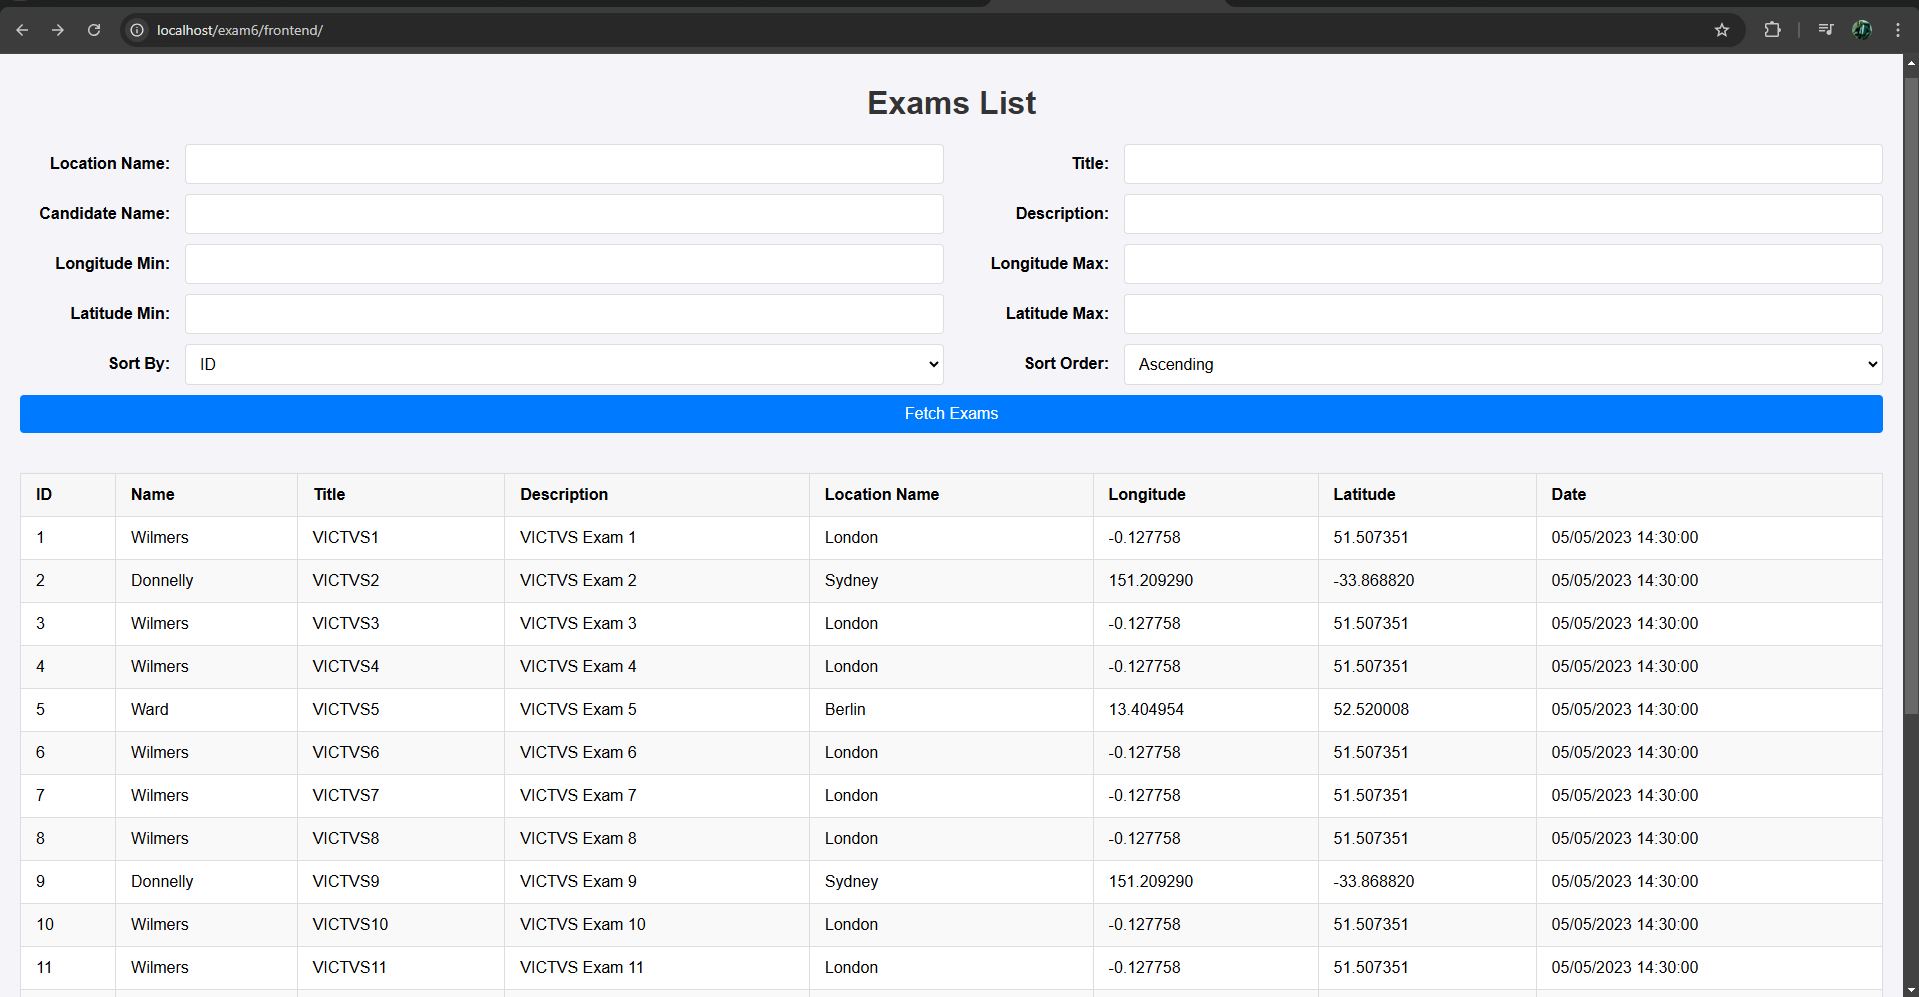 localhost/exam6/frontend/
Exams List
Location Name: Title:
Candidate Name: Description:
Longitude Min: Longitude Max:
Latitude Min: Latitude Max:
Sort By: ID Sort Order: Ascending
Fetch Exams
ID Name Title Description Location Name Longitude Latitude Date
1 Wilmers VICTVS1 VICTVS Exam 1 London -0.127758 51.507351 05/05/2023 14:30:00
2 Donnelly VICTVS2 VICTVS Exam 2 Sydney 151.209290 -33.868820 05/05/2023 14:30:00
3 Wilmers VICTVS3 VICTVS Exam 3 London -0.127758 51.507351 05/05/2023 14:30:00
4 Wilmers VICTVS4 VICTVS Exam 4 London -0.127758 51.507351 05/05/2023 14:30:00
5 Ward VICTVS5 VICTVS Exam 5 Berlin 13.404954 52.520008 05/05/2023 14:30:00
6 Wilmers VICTVS6 VICTVS Exam 6 London -0.127758 51.507351 05/05/2023 14:30:00
7 Wilmers VICTVS7 VICTVS Exam 7 London -0.127758 51.507351 05/05/2023 14:30:00
8 Wilmers VICTVS8 VICTVS Exam 8 London -0.127758 51.507351 05/05/2023 14:30:00
9 Donnelly VICTVS9 VICTVS Exam 9 Sydney 151.209290 -33.868820 05/05/2023 14:30:00
10 Wilmers VICTVS10 VICTVS Exam 10 London -0.127758 51.507351 05/05/2023 14:30:00
11 Wilmers VICTVS11 VICTVS Exam 11 London -0.127758 51.507351 05/05/2023 14:30:00